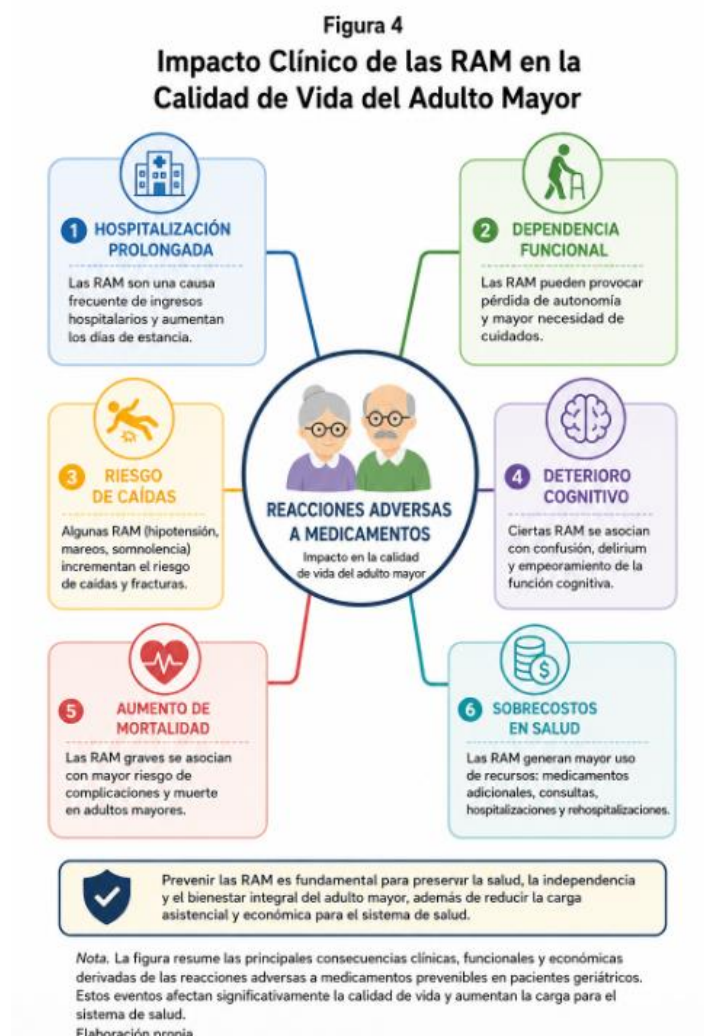 Figura 4
Impacto Clínico de las RAM en la
Calidad de Vida del Adulto Mayor
1 HOSPITALIZACIÓN
PROLONGADA
Las RAM son una causa
frecuente de ingresos
hospitalarios y aumentan
los días de estancia.
2 DEPENDENCIA
FUNCIONAL
Las RAM pueden provocar
pérdida de autonomía
y mayor necesidad de
cuidados.
REACCIONES ADVERSAS
A MEDICAMENTOS
Impacto en la calidad
de vida del adulto mayor
3 RIESGO
DE CAÍDAS
Algunas RAM (hipotensión,
mareos, somnolencia)
incrementan el riesgo
de caídas y fracturas.
4 DETERIORO
COGNITIVO
Ciertas RAM se asocian
con confusión, delirium
y empeoramiento de la
función cognitiva.
5 AUMENTO DE
MORTALIDAD
Las RAM graves se asocian
con mayor riesgo de
complicaciones y muerte
en adultos mayores.
6 SOBRECOSTOS
EN SALUD
$
Las RAM generan mayor uso
de recursos: medicamentos
adicionales, consultas,
hospitalizaciones y rehospitalizaciones.
Prevenir las RAM es fundamental para preservar la salud, la independencia
y el bienestar integral del adulto mayor, además de reducir la carga
asistencial y económica para el sistema de salud.
Nota. La figura resume las principales consecuencias clínicas, funcionales y económicas
derivadas de las reacciones adversas a medicamentos prevenibles en pacientes geriátricos.
Estos eventos afectan significativamente la calidad de vida y aumentan la carga para el
sistema de salud.
Elaboración propia